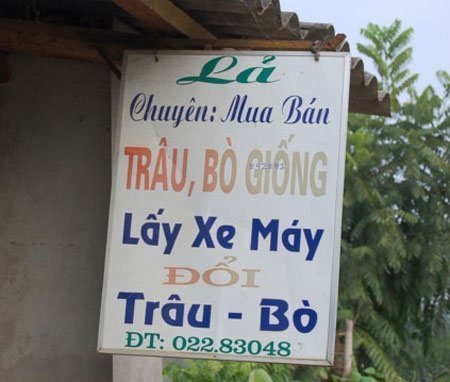 Lả
Chuyên: Mua Bán
TRÂU, BÒ GIỐNG
Lấy Xe Máy
ĐỔI
Trâu - Bò
ĐT: 022.83048